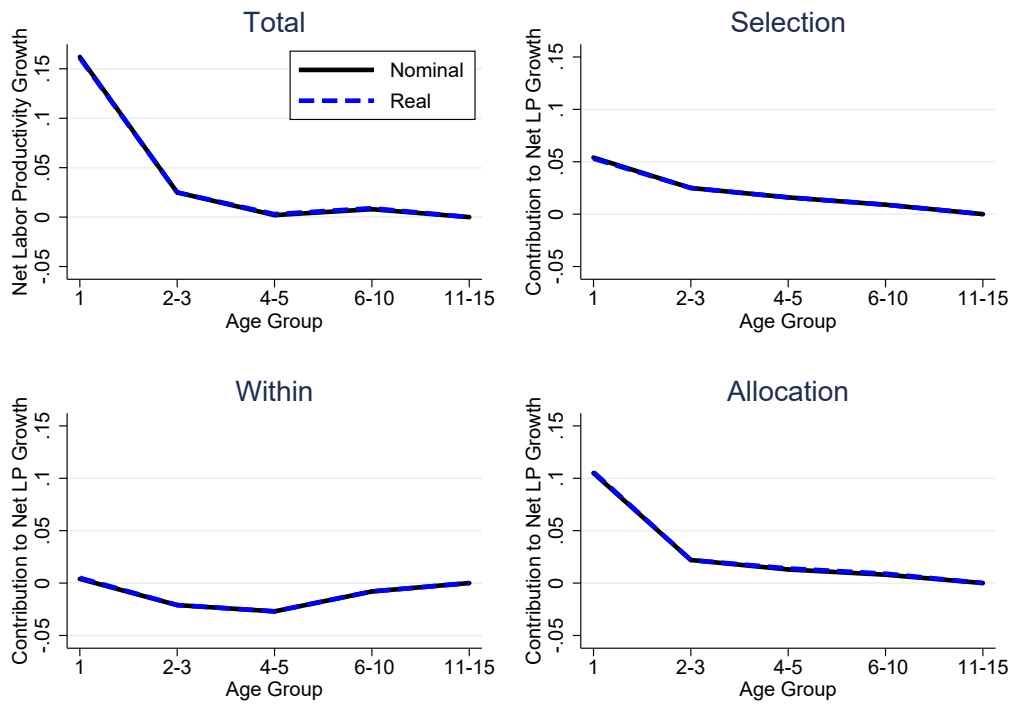 Total
Net Labor Productivity Growth
.15
.1
.05
0
-.05
Nominal
Real
1 2-3 4-5 6-10 11-15
Age Group
Selection
Contribution to Net LP Growth
.15
.1
.05
0
-.05
1 2-3 4-5 6-10 11-15
Age Group
Within
Contribution to Net LP Growth
.15
.1
.05
0
-.05
1 2-3 4-5 6-10 11-15
Age Group
Allocation
Contribution to Net LP Growth
.15
.1
.05
0
-.05
1 2-3 4-5 6-10 11-15
Age Group